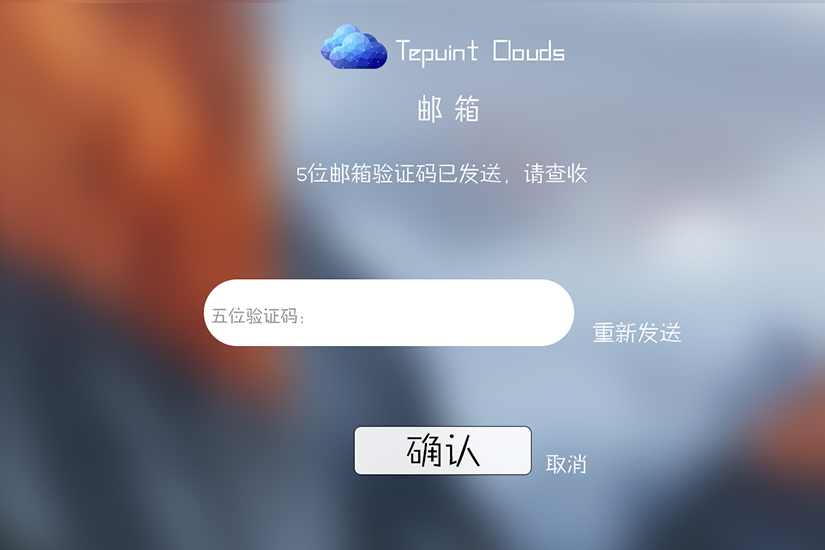 Tepuint Clouds
邮 箱
5位邮箱验证码已发送，请查收
五位验证码：
重新发送
确认
取消